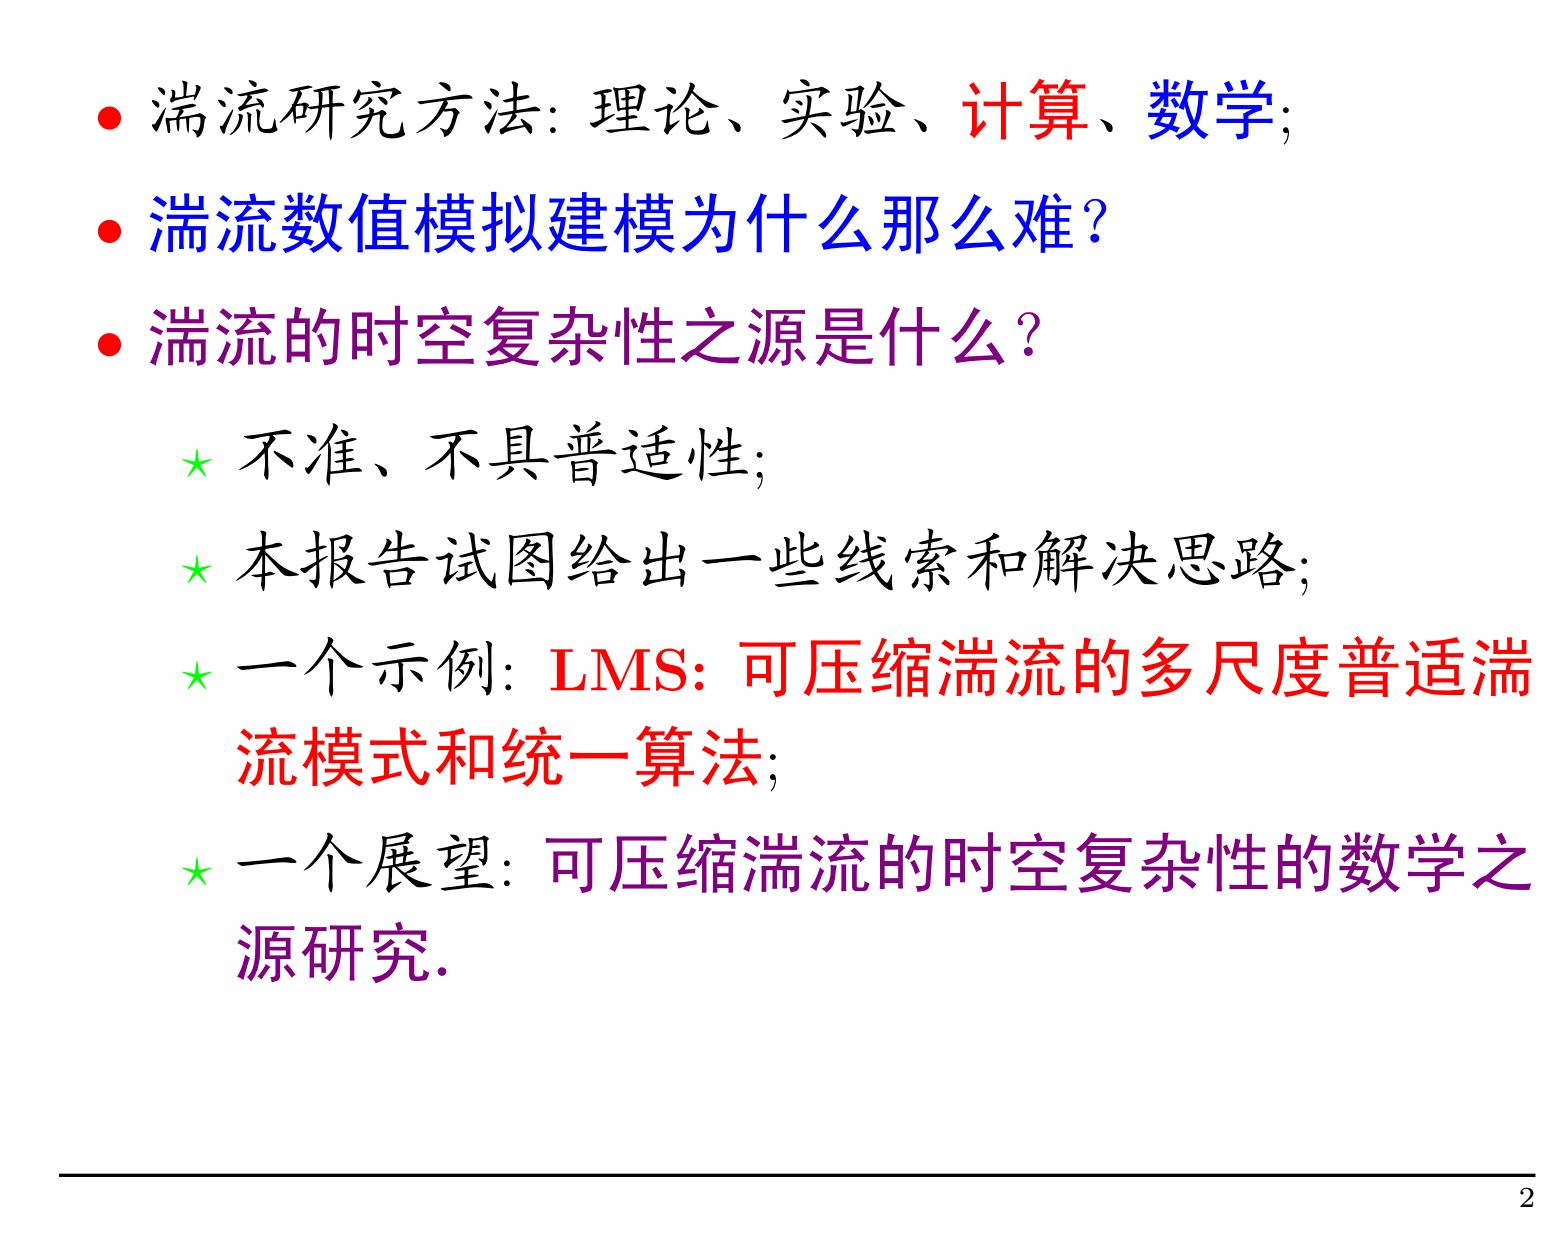 • 湍流研究方法: 理论、实验、计算、数学;
• 湍流数值模拟建模为什么那么难?
• 湍流的时空复杂性之源是什么?
⋆ 不准、不具普适性;
⋆ 本报告试图给出一些线索和解决思路;
⋆ 一个示例: LMS: 可压缩湍流的多尺度普适湍
流模式和统一算法;
⋆ 一个展望: 可压缩湍流的时空复杂性的数学之
源研究.
2